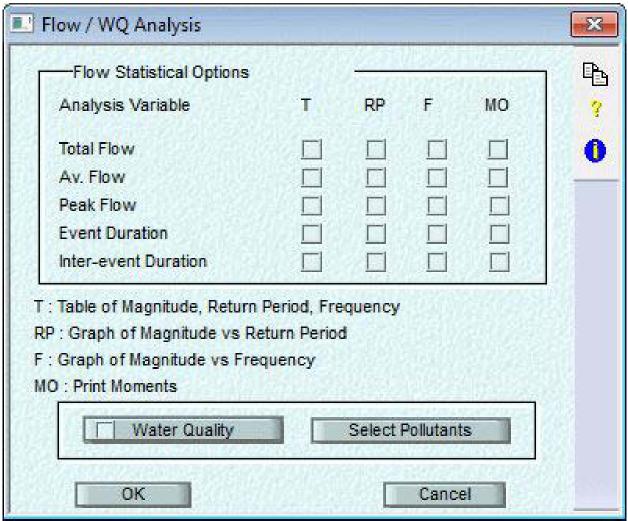 Flow / WQ Analysis
Flow Statistical Options
Analysis Variable T RP F MO
Total Flow
Av. Flow
Peak Flow
Event Duration
Inter-event Duration
T : Table of Magnitude, Return Period, Frequency
RP : Graph of Magnitude vs Return Period
F : Graph of Magnitude vs Frequency
MO : Print Moments
Water Quality Select Pollutants
OK Cancel